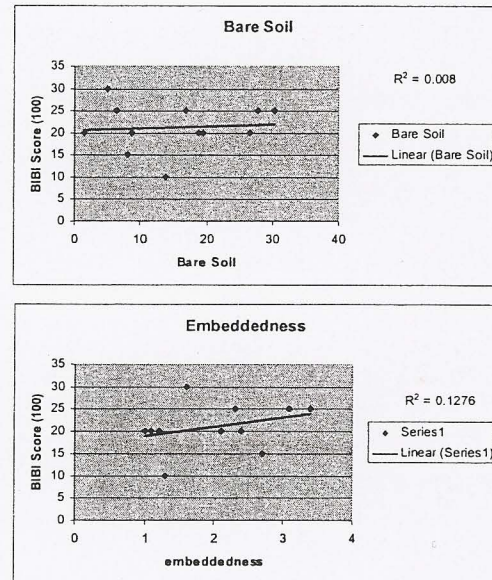 Bare Soil
35
30
25
20
15
10
5
0
BIBI Score (100)
0 10 20 30 40
Bare Soil
R² = 0.008
Bare Soil
Linear (Bare Soil)
Embeddedness
35
30
25
20
15
10
5
0
BIBI Score (100)
0 1 2 3 4
embeddedness
R² = 0.1276
Series1
Linear (Series1)